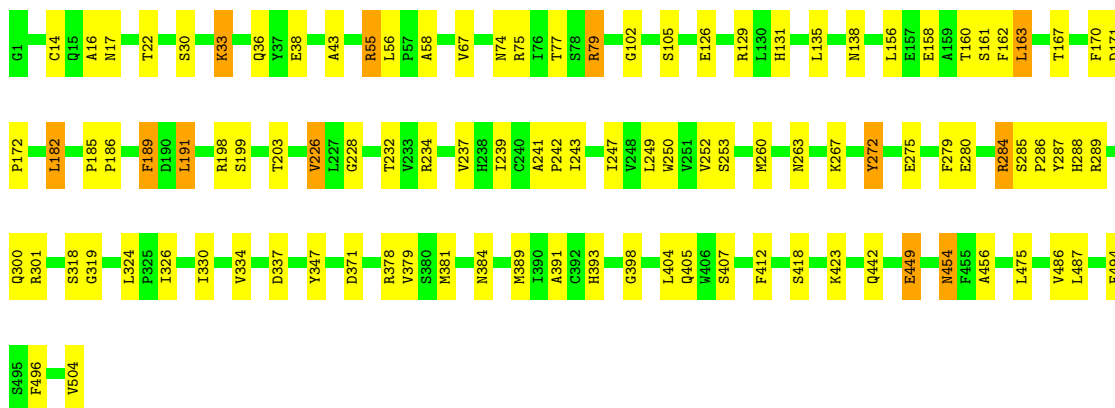 G1 C14 Q15 A16 N17 T22 S30 K33 Q36 Y37 E38 A43 R55 L56 P57 A58 V67 N74 R75 I76 T77 S78 R79 G102 S105 E126 R129 L130 H131 L135 N138 L156 E157 E158 A159 T160 S161 F162 L163 T167 F170 D171
P172 L182 P185 P186 F189 D190 L191 R198 S199 T203 V226 L227 G228 T232 V233 R234 V237 H238 I239 C240 A241 P242 I243 I247 V248 L249 W250 V251 V252 S253 M260 N263 K267 Y272 E275 F279 E280 R284 S285 P286 Y287 H288 R289
Q300 R301 S318 G319 L324 P325 I326 I330 V334 D337 Y347 D371 R378 V379 S380 M381 N384 M389 I390 A391 C392 H393 G398 L404 Q405 W406 S407 F412 S418 K423 Q442 E449 N454 F455 A456 L475 V486 L487
S495 F496 V504